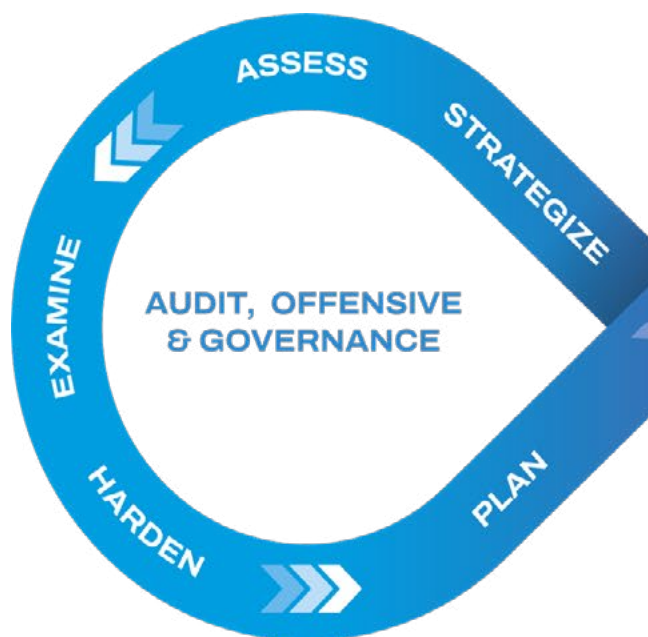 ASSESS
STRATEGIZE
EXAMINE
AUDIT, OFFENSIVE
& GOVERNANCE
HARDEN
PLAN